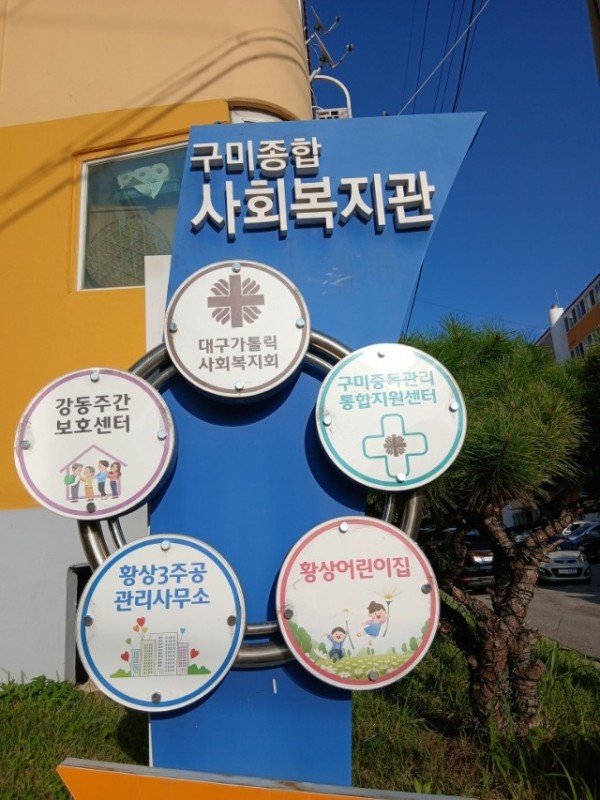 구미종합
사회복지관
대구가톨릭
사회복지회
구미중독관리
통합지원센터
강동주간
보호센터
황상3주공
관리사무소
황상어린이집